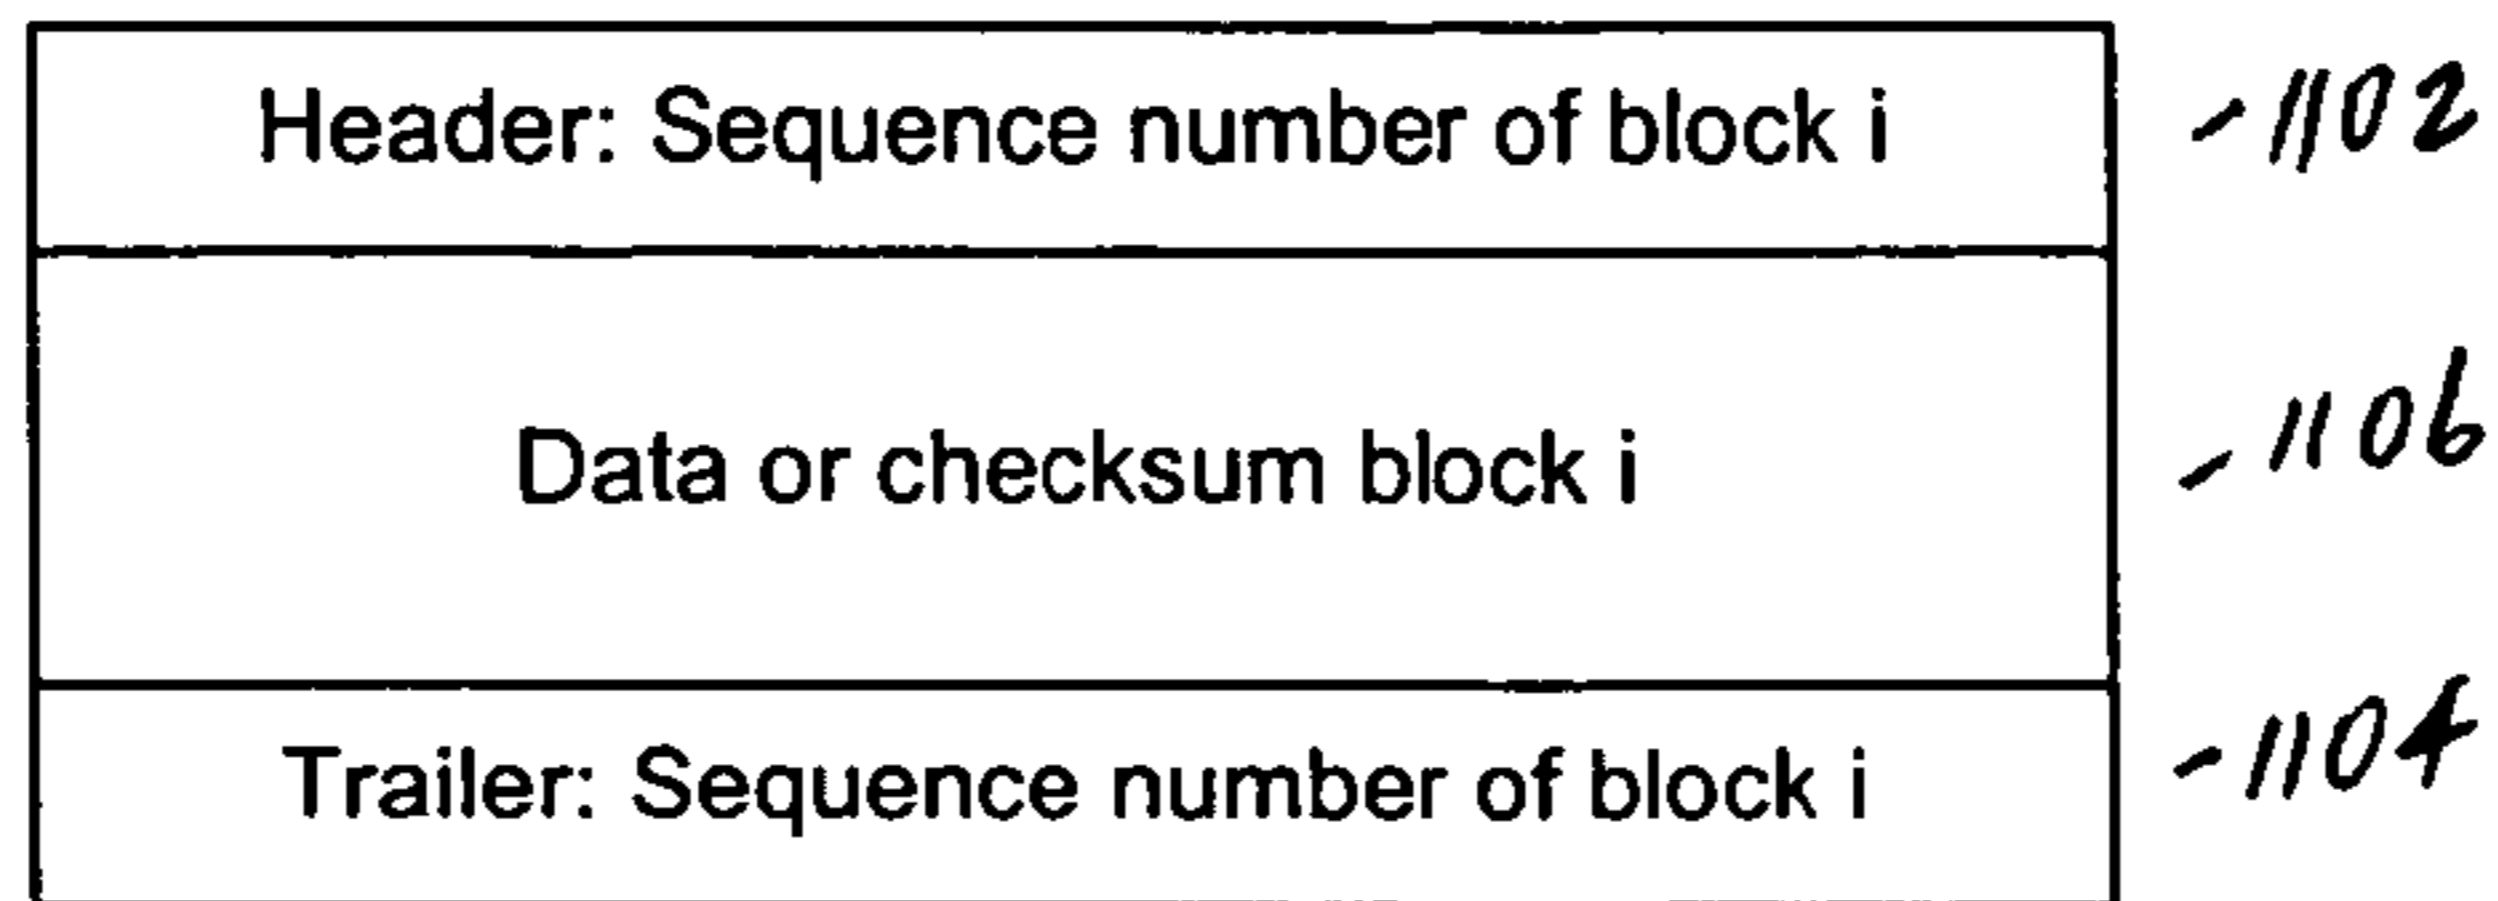 Header: Sequence number of block i -1102
Data or checksum block i -1106
Trailer: Sequence number of block i -1104